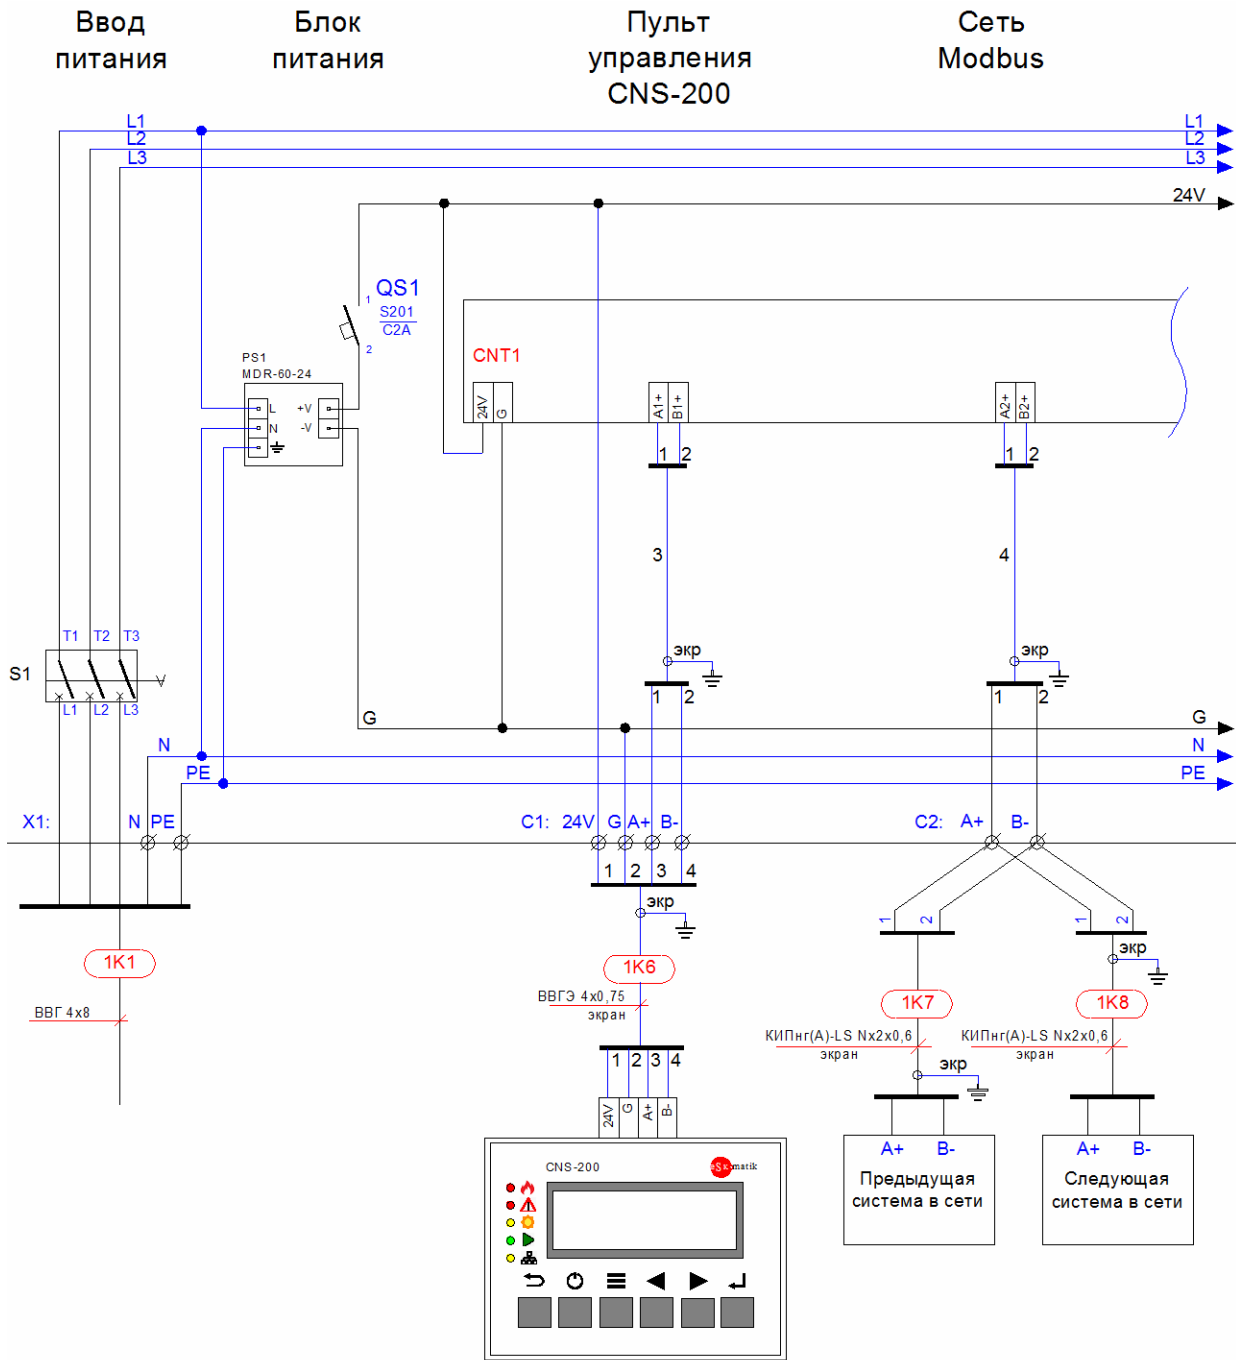 Ввод
питания
Блок
питания
Пульт
управления
CNS-200
Сеть
Modbus
L1
L2
L3
L1
L2
L3
24V
QS1
1
S201
C2A
2
PS1
MDR-60-24
L
N
+V
-V
CNT1
24V
G
A1+
B1+
A2+
B2+
1 2
1 2
3
4
T1 T2 T3
S1
L1 L2 L3
экр
экр
1 2
1 2
G
G
N
N
PE
PE
X1: N PE
C1: 24V G A+ B-
C2: A+ B-
1 2 3 4
экр
1 2
1 2
экр
1K1
1K6
1K7
1K8
ВВГ 4x8
ВВГЭ 4x0,75
экран
КИПнг(А)-LS Nx2x0,6
экран
КИПнг(А)-LS Nx2x0,6
экран
экр
1 2 3 4
24V
G
A+
B-
A+ B-
Предыдущая
система в сети
A+ B-
Следующая
система в сети
CNS-200
eSKomatik